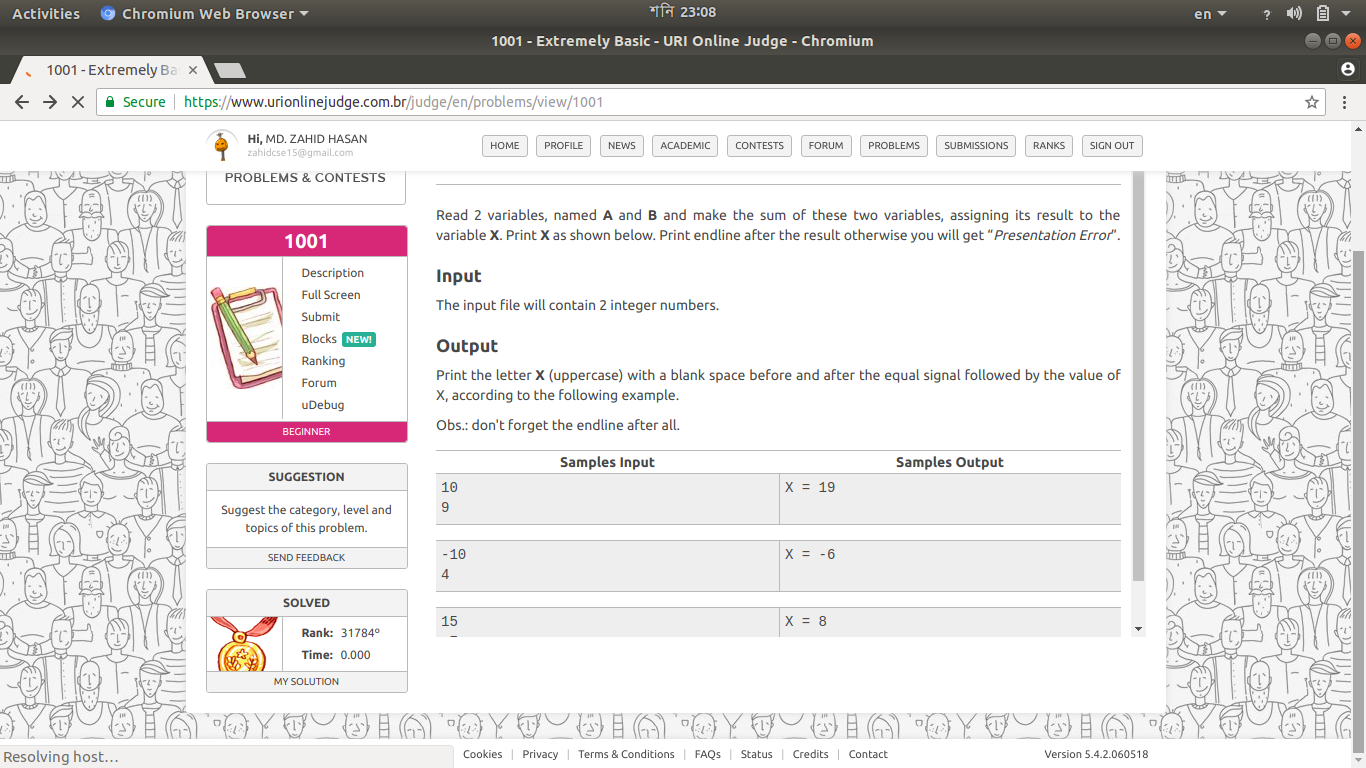 Activities
Chromium Web Browser
শনি 23:08
en
?
1001 - Extremely Basic - URI Online Judge - Chromium
1001 - Extremely Ba
Secure
https://www.urionlinejudge.com.br/judge/en/problems/view/1001
Hi, MD. ZAHID HASAN
zahidcse15@gmail.com
HOME
PROFILE
NEWS
ACADEMIC
CONTESTS
FORUM
PROBLEMS
SUBMISSIONS
RANKS
SIGN OUT
PROBLEMS & CONTESTS
1001
Description
Full Screen
Submit
Blocks NEW!
Ranking
Forum
uDebug
BEGINNER
SUGGESTION
Suggest the category, level and
topics of this problem.
SEND FEEDBACK
SOLVED
Rank: 31784º
Time: 0.000
MY SOLUTION
Read 2 variables, named A and B and make the sum of these two variables, assigning its result to the
variable X. Print X as shown below. Print endline after the result otherwise you will get “Presentation Error”.
Input
The input file will contain 2 integer numbers.
Output
Print the letter X (uppercase) with a blank space before and after the equal signal followed by the value of
X, according to the following example.
Obs.: don't forget the endline after all.
Samples Input
Samples Output
10
9
X = 19
-10
4
X = -6
15
X = 8
Resolving host…
Cookies | Privacy | Terms & Conditions | FAQs | Status | Credits | Contact
Version 5.4.2.060518